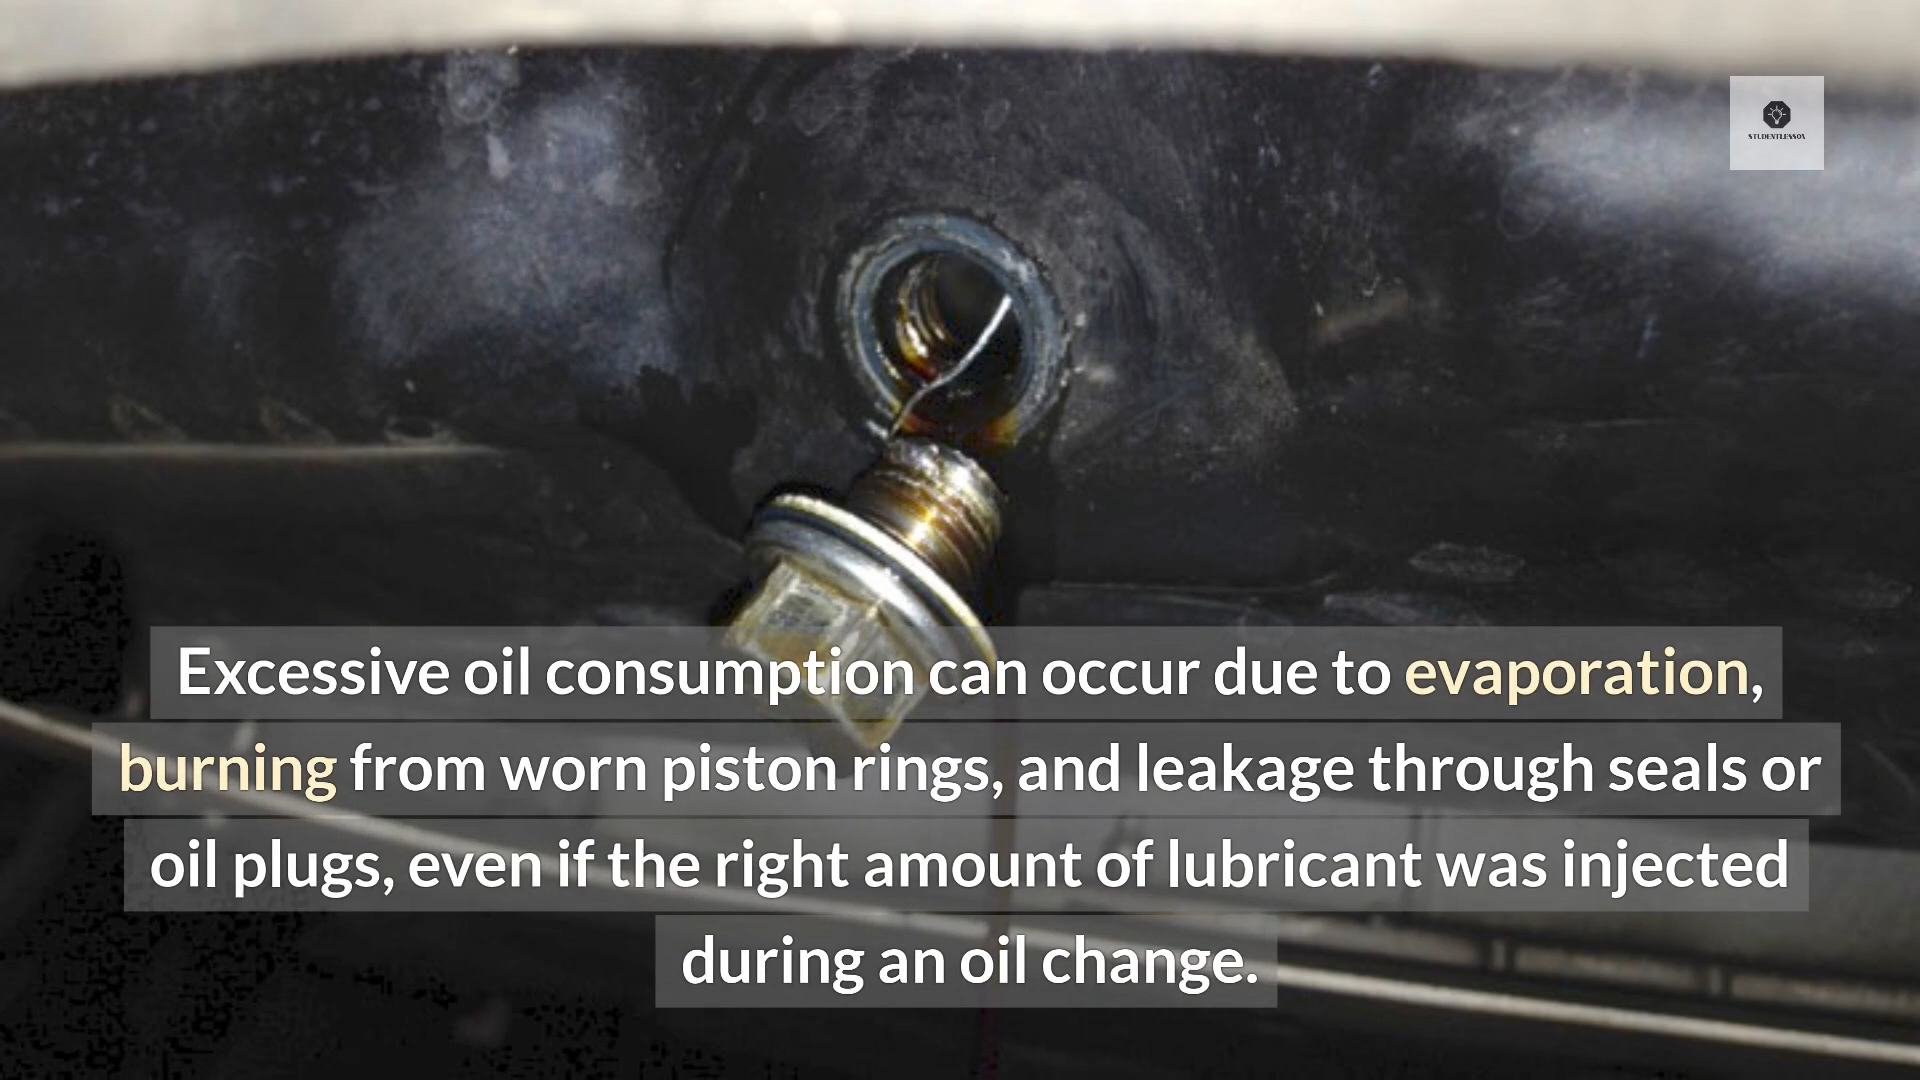 STUDENTLESSON
Excessive oil consumption can occur due to evaporation,
burning from worn piston rings, and leakage through seals or
oil plugs, even if the right amount of lubricant was injected
during an oil change.